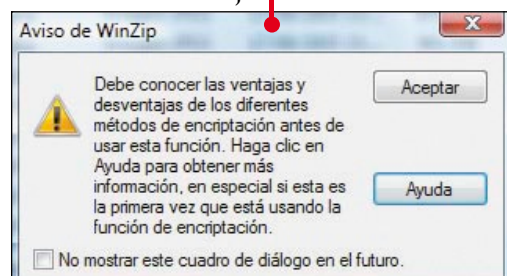 Aviso de WinZip
Debe conocer las ventajas y
desventajas de los diferentes
métodos de encriptación antes de
usar esta función. Haga clic en
Ayuda para obtener más
información, en especial si esta es
la primera vez que está usando la
función de encriptación.
Aceptar
Ayuda
No mostrar este cuadro de diálogo en el futuro.